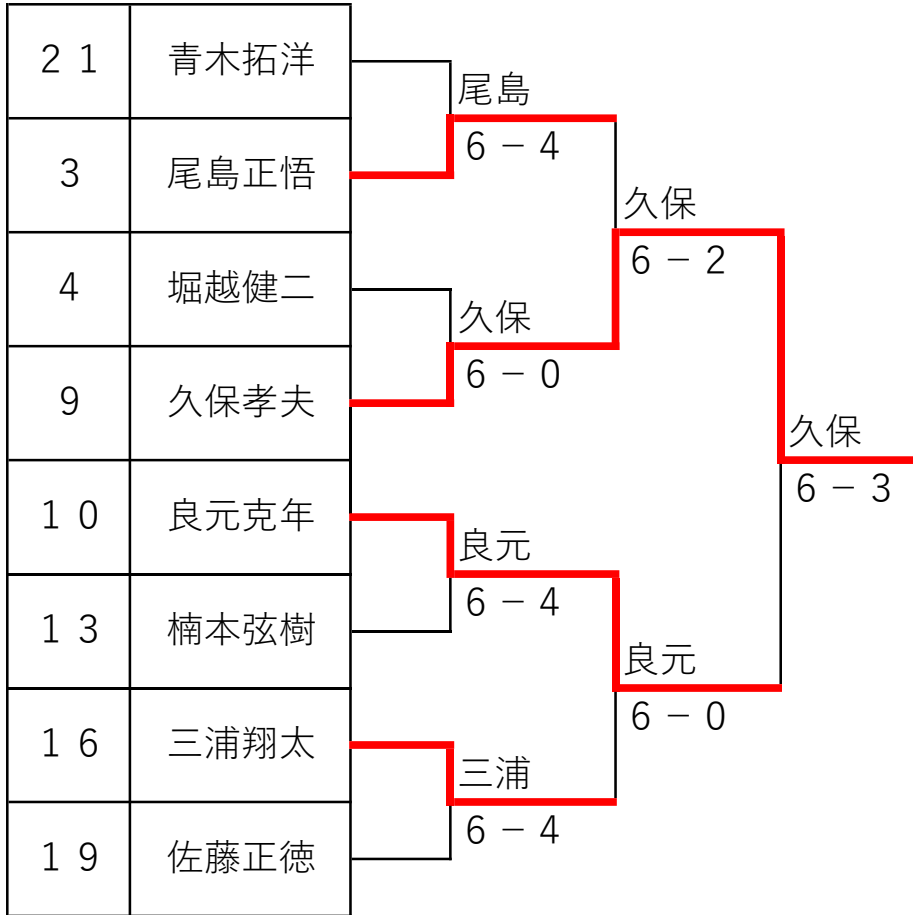 ２１ 青木拓洋
３ 尾島正悟
４ 堀越健二
９ 久保孝夫
１０ 良元克年
１３ 楠本弦樹
１６ 三浦翔太
１９ 佐藤正徳
尾島
６－４
久保
６－０
良元
６－４
三浦
６－４
久保
６－２
良元
６－０
久保
６－３